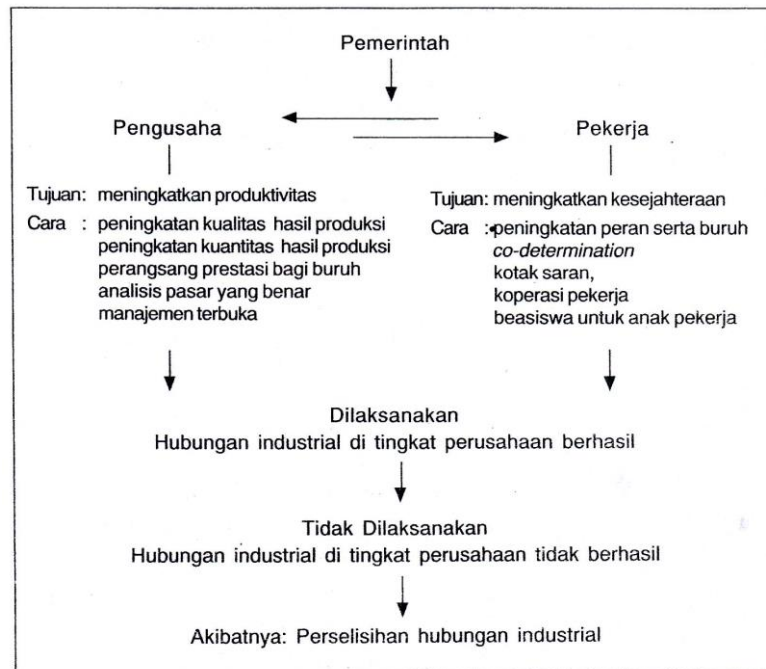 Pemerintah
Pengusaha
Pekerja
Tujuan: meningkatkan produktivitas
Cara : peningkatan kualitas hasil produksi
peningkatan kuantitas hasil produksi
perangsang prestasi bagi buruh
analisis pasar yang benar
manajemen terbuka
Tujuan: meningkatkan kesejahteraan
Cara : peningkatan peran serta buruh
co-determination
kotak saran,
koperasi pekerja
beasiswa untuk anak pekerja
Dilaksanakan
Hubungan industrial di tingkat perusahaan berhasil
Tidak Dilaksanakan
Hubungan industrial di tingkat perusahaan tidak berhasil
Akibatnya: Perselisihan hubungan industrial